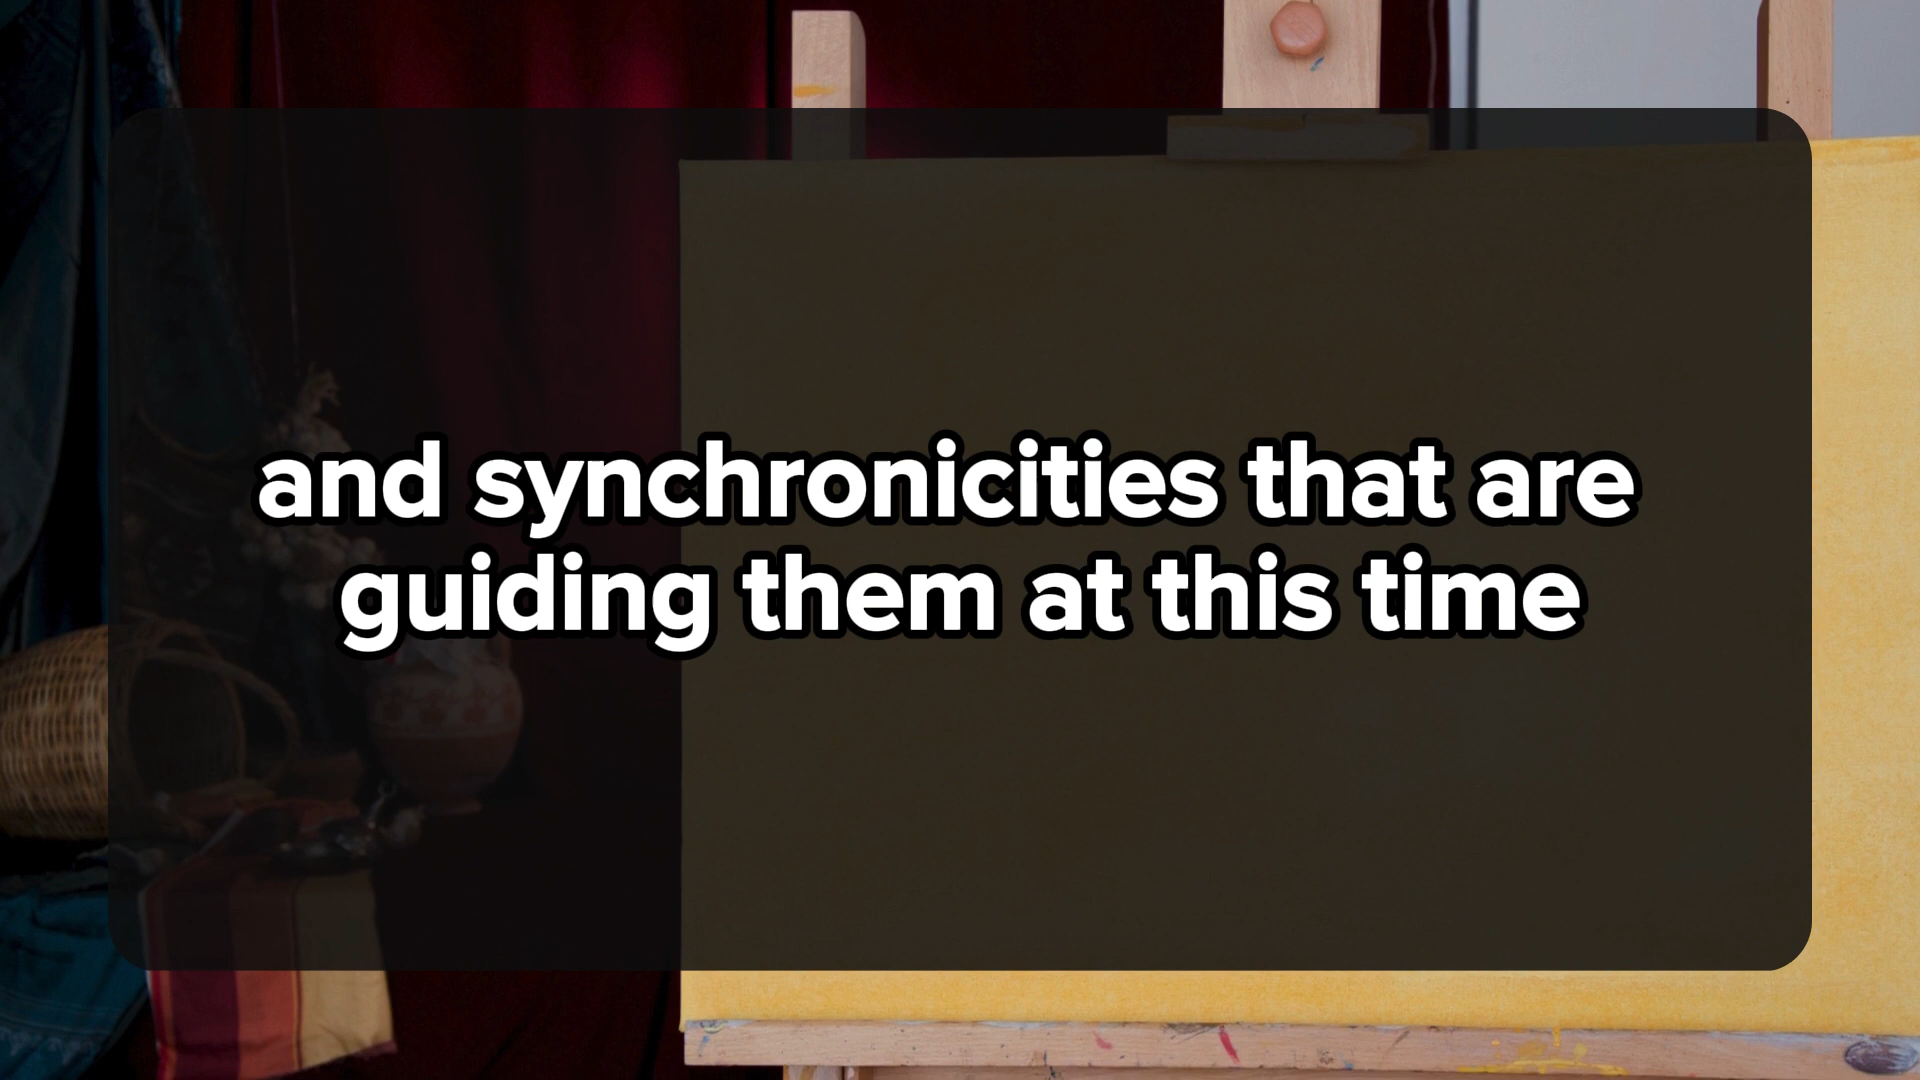 and synchronicities that are
guiding them at this time